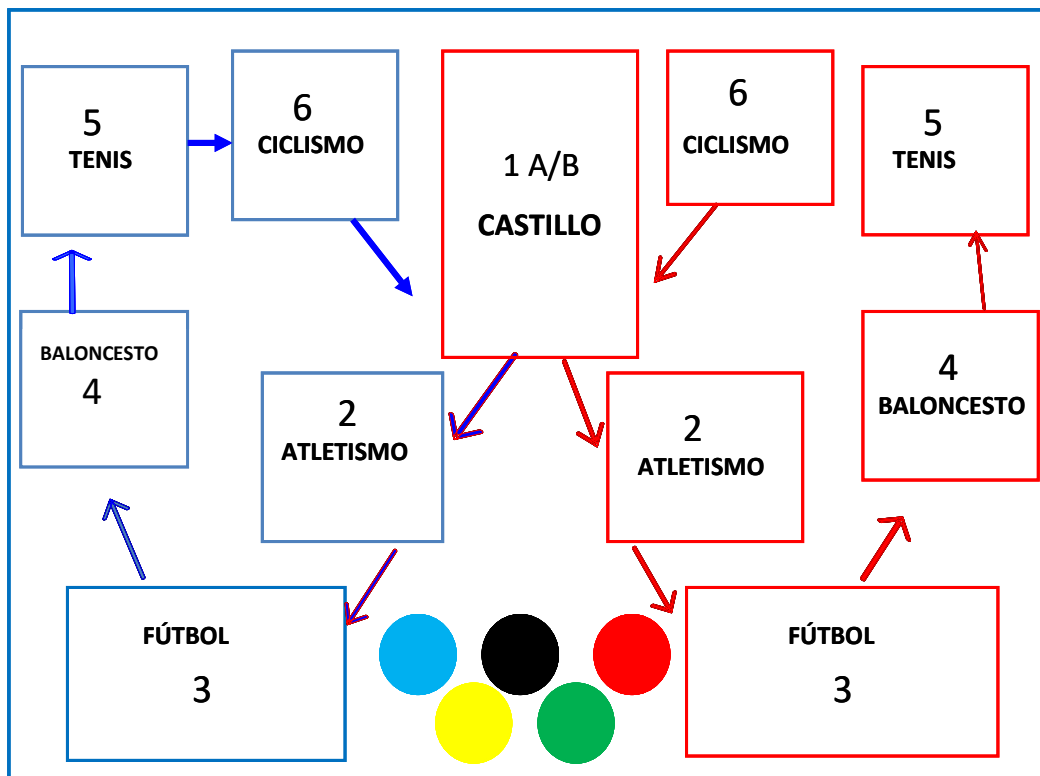 5
TENIS
6
CICLISMO
1 A/B
CASTILLO
6
CICLISMO
5
TENIS
BALONCESTO
4
2
ATLETISMO
2
ATLETISMO
4
BALONCESTO
FÚTBOL
3
FÚTBOL
3